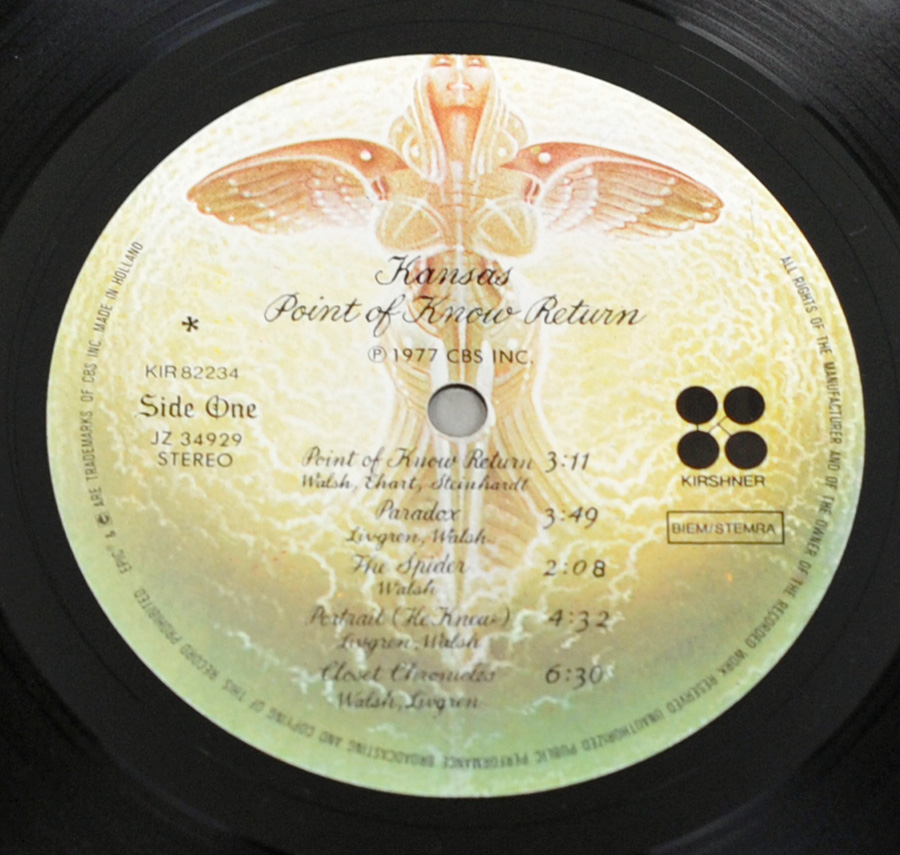 Kansas
Point of Know Return
Ⓟ 1977 CBS INC.
*
KIR 82234
Side One
JZ 34929
STEREO
KIRSHNER
BIEM/STEMRA
Point of Know Return 3:11
Walsh, Ehart, Steinhardt
Paradox 3:49
Livgren, Walsh
The Spider 2:08
Walsh
Portrait (He Knew) 4:32
Livgren, Walsh
Closet Chronicles 6:30
Walsh, Livgren
ALL RIGHTS OF THE MANUFACTURER AND OF THE OWNER OF THE RECORDED WORK RESERVED UNAUTHORIZED PUBLIC PERFORMANCE BROADCASTING AND COPYING OF THIS RECORD PROHIBITED
EPIC, & © ARE TRADEMARKS OF CBS INC. MADE IN HOLLAND